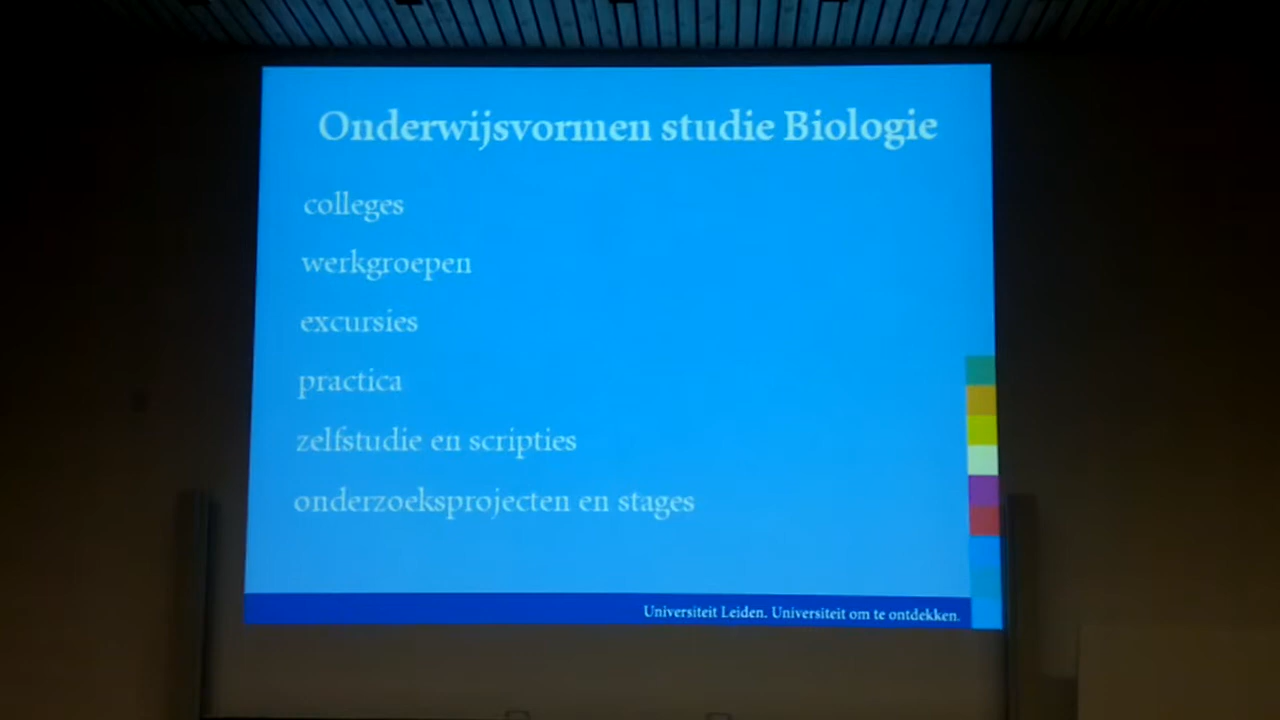 Onderwijsvormen studie Biologie
colleges
werkgroepen
excursies
practica
zelfstudie en scripties
onderzoeksprojecten en stages
Universiteit Leiden. Universiteit om te ontdekken.